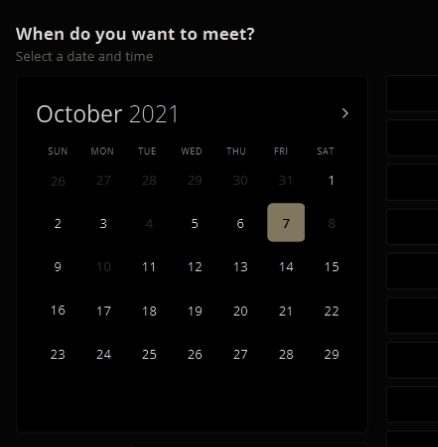 When do you want to meet?
Select a date and time
October 2021
SUN MON TUE WED THU FRI SAT
26 27 28 29 30 31 1
2 3 4 5 6 7 8
9 10 11 12 13 14 15
16 17 18 19 20 21 22
23 24 25 26 27 28 29